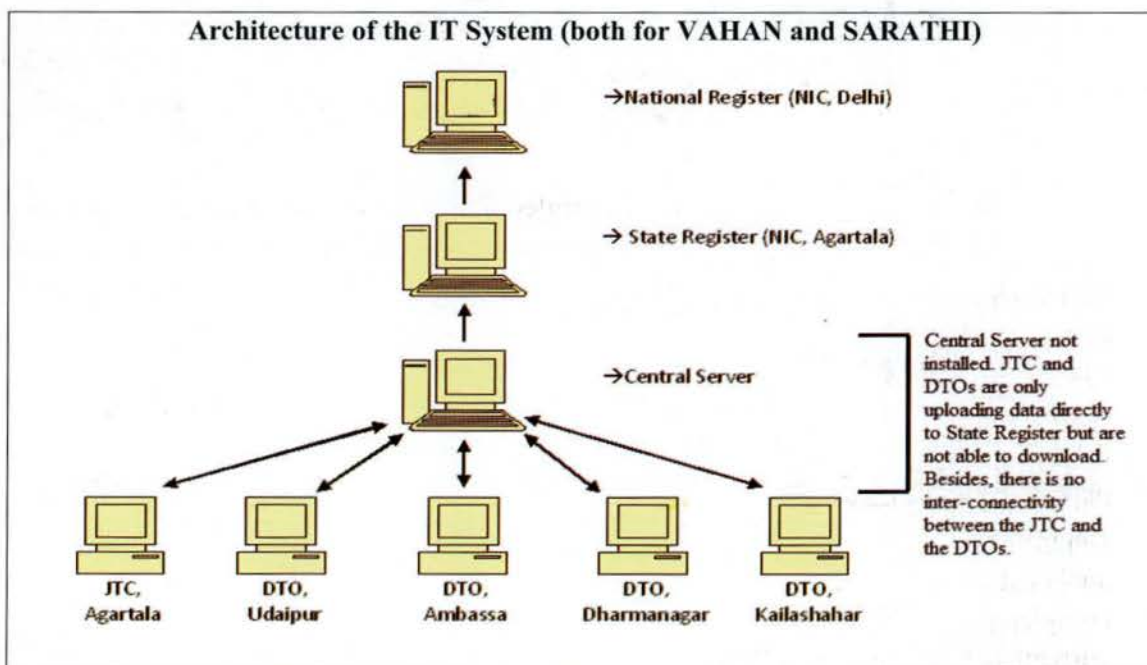 Architecture of the IT System (both for VAHAN and SARATHI)
→National Register (NIC, Delhi)
→ State Register (NIC, Agartala)
→Central Server
Central Server not
installed. JTC and
DTOs are only
uploading data directly
to State Register but are
not able to download.
Besides, there is no
inter-connectivity
between the JTC and
the DTOs.
JTC,
Agartala
DTO,
Udaipur
DTO,
Ambassa
DTO,
Dharmanagar
DTO,
Kailashahar